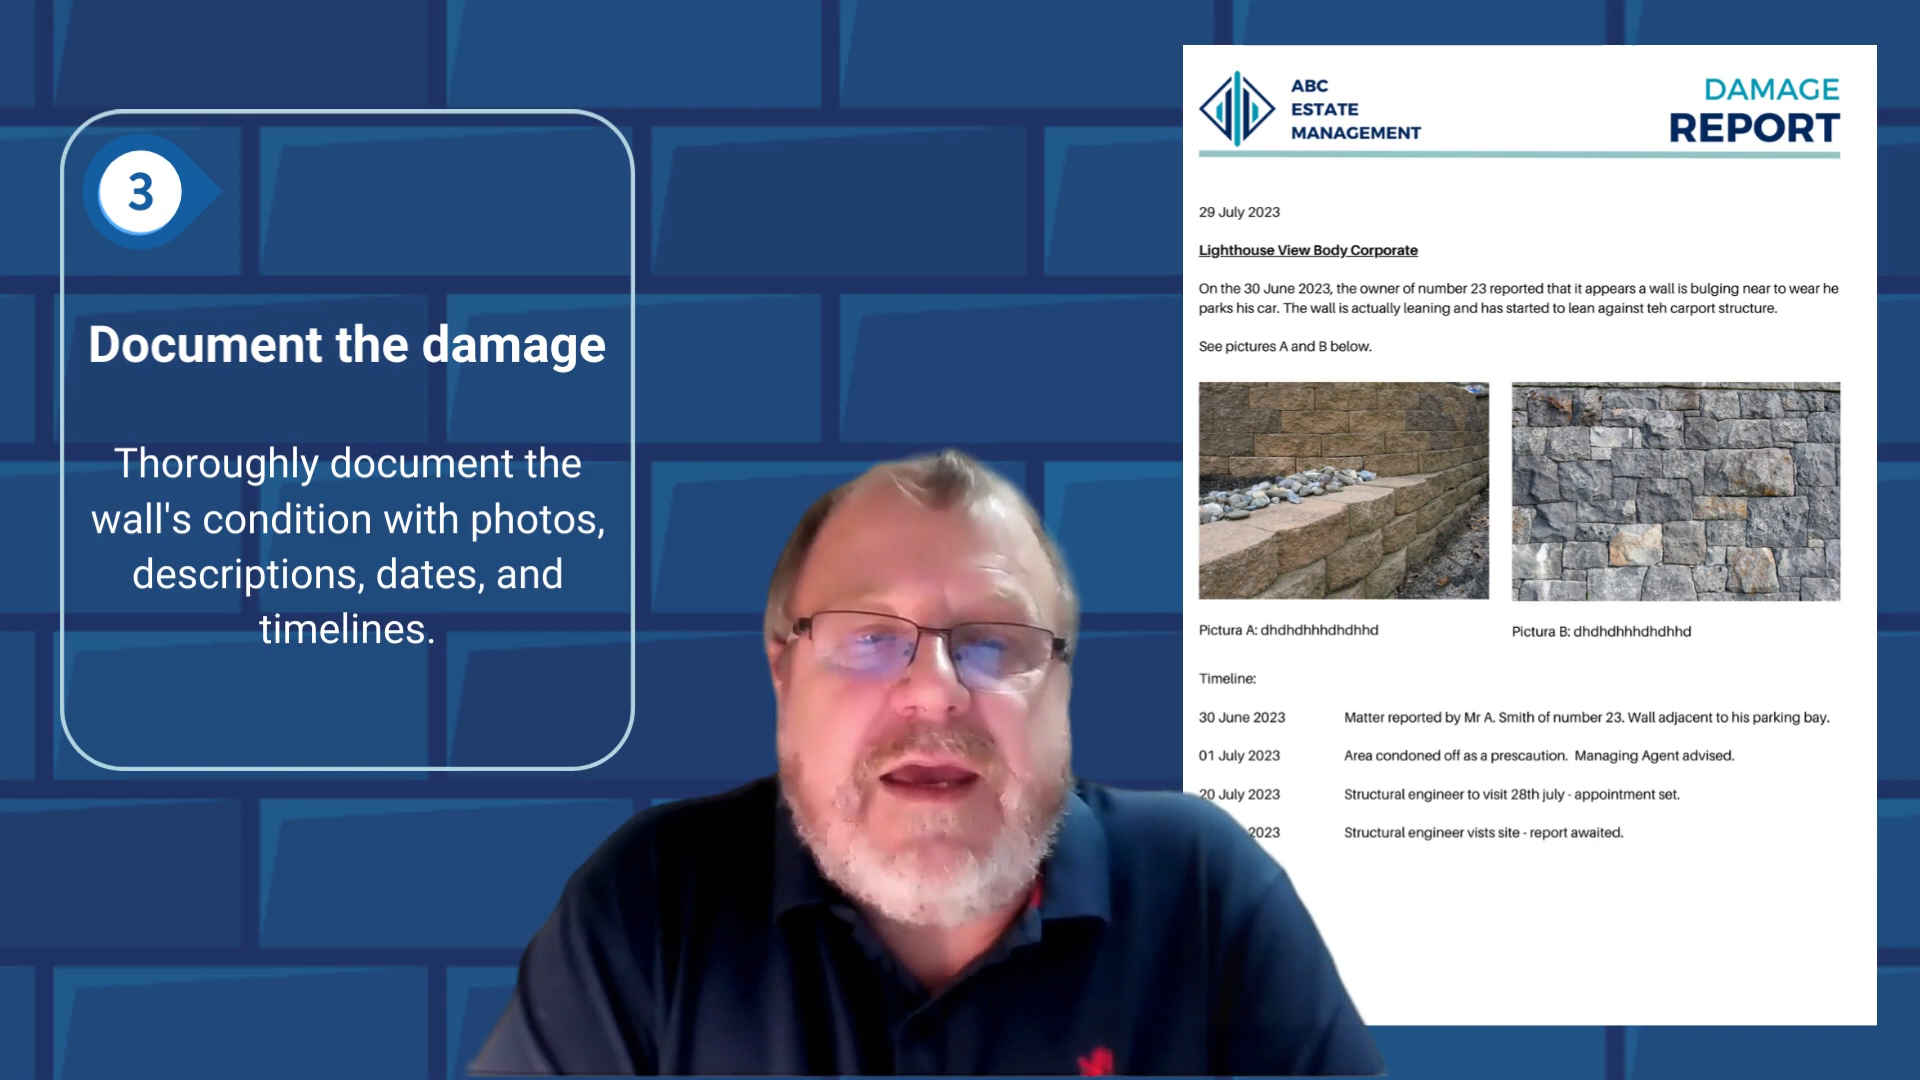 3
Document the damage
Thoroughly document the
wall's condition with photos,
descriptions, dates, and
timelines.
ABC
ESTATE
MANAGEMENT
DAMAGE
REPORT
29 July 2023
Lighthouse View Body Corporate
On the 30 June 2023, the owner of number 23 reported that it appears a wall is bulging near to wear he
parks his car. The wall is actually leaning and has started to lean against teh carport structure.
See pictures A and B below.
Pictura A: dhdhdhhhdhdhhd
Pictura B: dhdhdhhhdhdhhd
Timeline:
30 June 2023 Matter reported by Mr A. Smith of number 23. Wall adjacent to his parking bay.
01 July 2023 Area condoned off as a prescaution. Managing Agent advised.
20 July 2023 Structural engineer to visit 28th july - appointment set.
2023 Structural engineer vists site - report awaited.